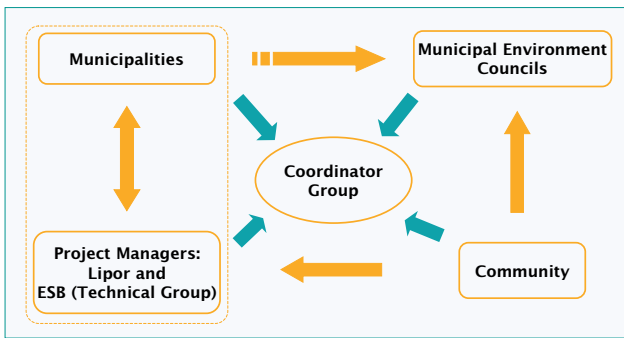 Municipalities
Municipal Environment
Councils
Coordinator
Group
Project Managers:
Lipor and
ESB (Technical Group)
Community